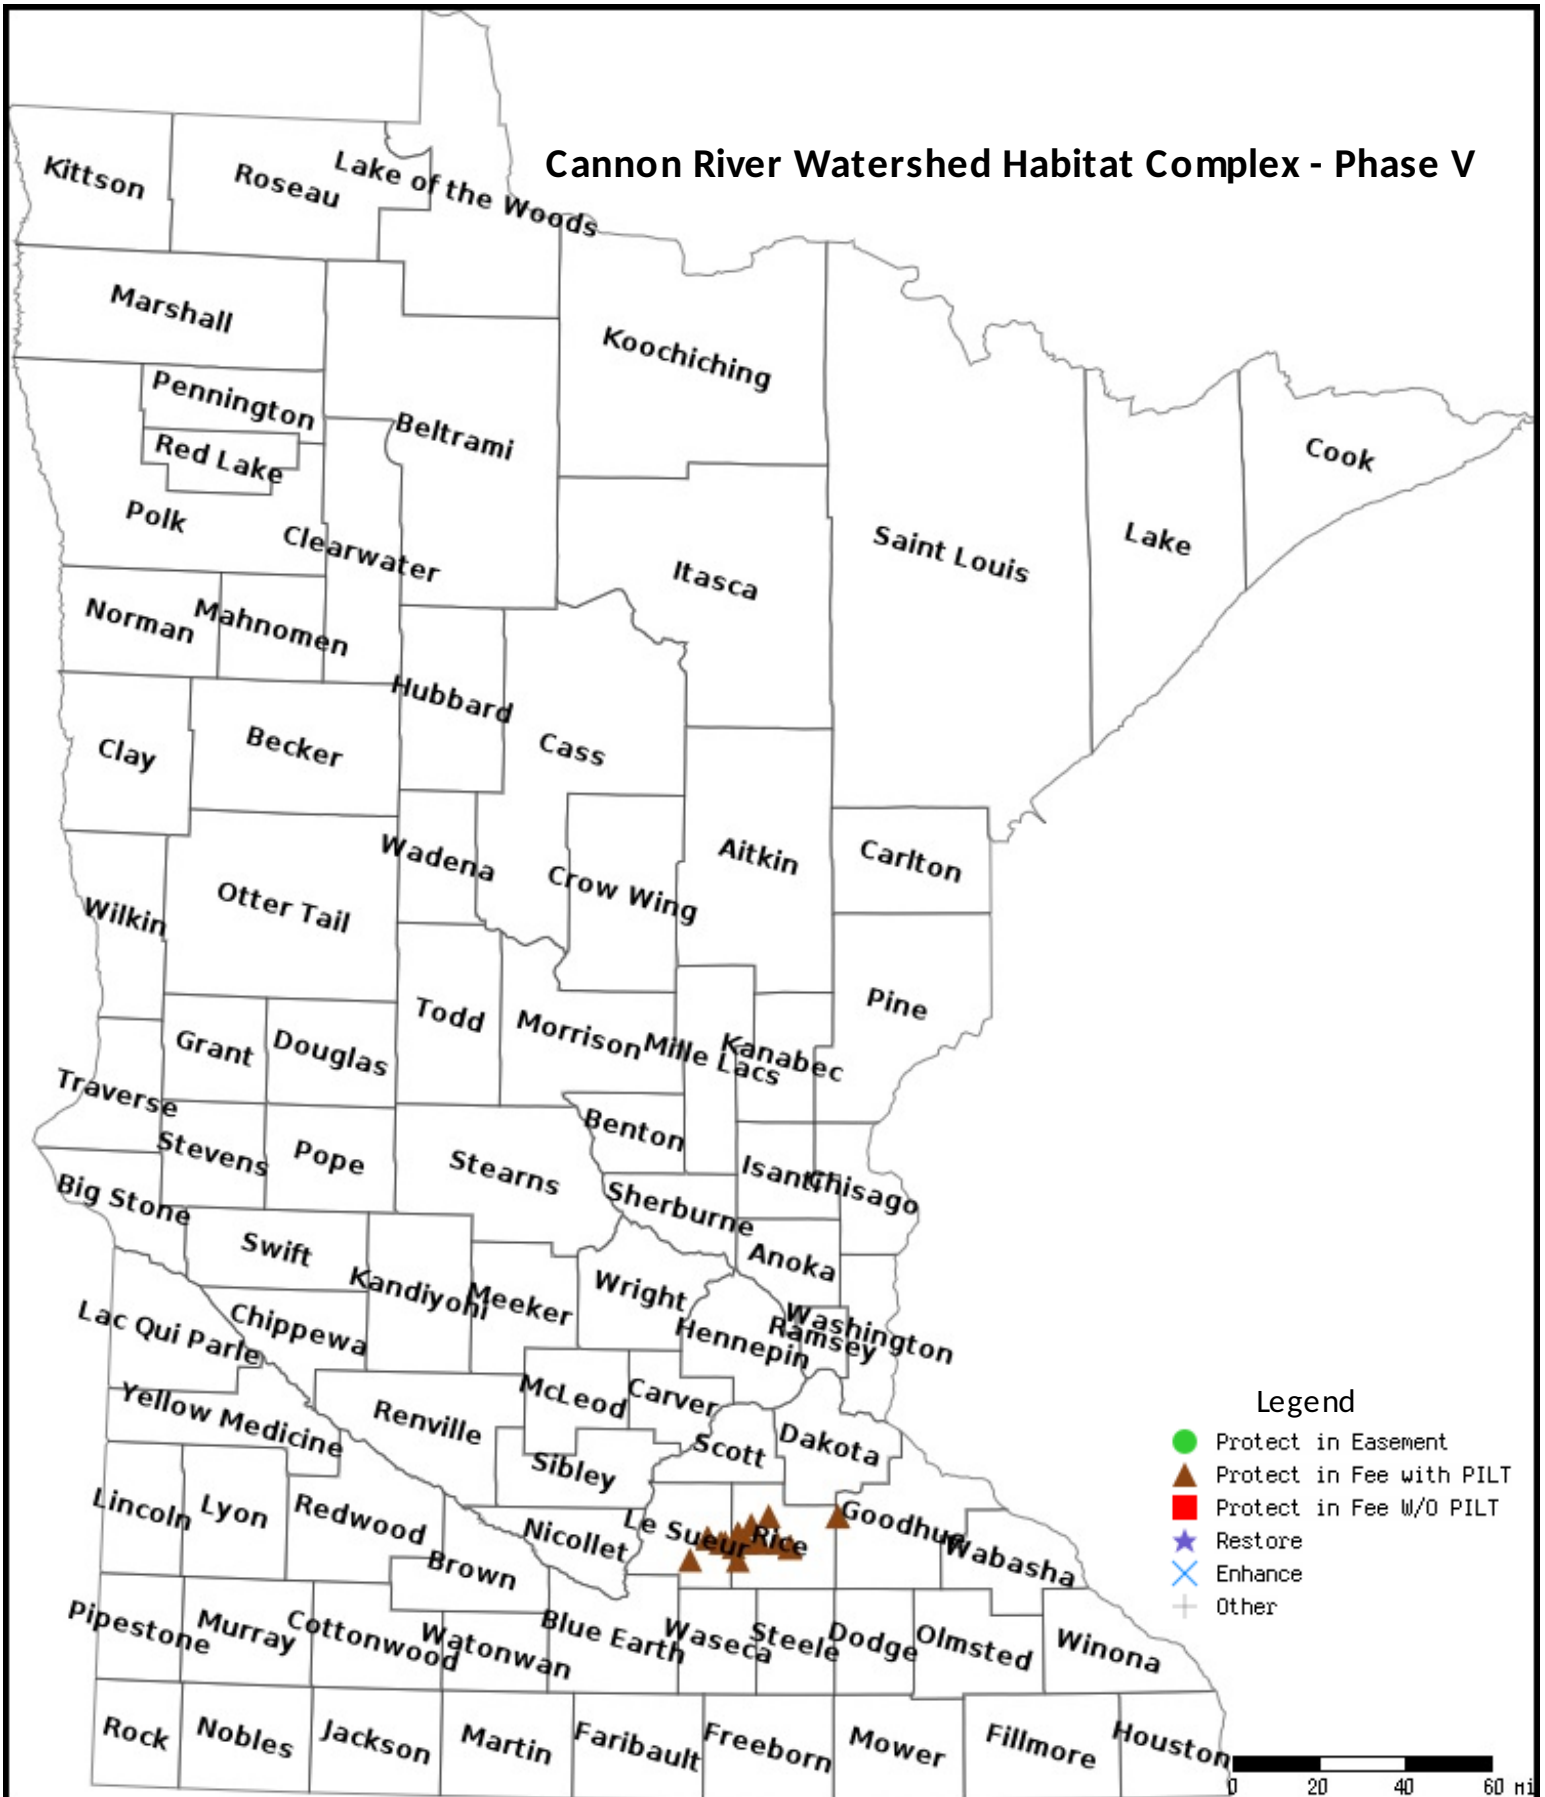 Cannon River Watershed Habitat Complex - Phase V
Kittson
Roseau
Lake of the Woods
Marshall
Koochiching
Pennington
Beltrami
Red Lake
Cook
Polk
Clearwater
Saint Louis
Lake
Itasca
Norman
Mahnomen
Hubbard
Clay
Becker
Cass
Wadena
Aitkin
Carlton
Otter Tail
Crow Wing
Wilkin
Pine
Todd
Morrison
Mille Lacs
Kanabec
Grant
Douglas
Traverse
Benton
Stevens
Pope
Stearns
Isanti
Chisago
Big Stone
Sherburne
Swift
Anoka
Kandiyohi
Meeker
Wright
Lac Qui Parle
Chippewa
Washington
Ramsey
Hennepin
McLeod
Carver
Yellow Medicine
Renville
Scott
Dakota
Sibley
Lincoln
Lyon
Redwood
Nicollet
Le Sueur
Rice
Goodhue
Wabasha
Brown
Pipestone
Murray
Cottonwood
Watonwan
Blue Earth
Waseca
Steele
Dodge
Olmsted
Winona
Rock
Nobles
Jackson
Martin
Faribault
Freeborn
Mower
Fillmore
Houston
Legend
Protect in Easement
Protect in Fee with PILT
Protect in Fee W/O PILT
Restore
Enhance
Other
0 20 40 60 mi